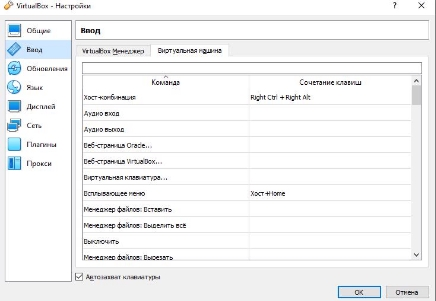 VirtualBox - Настройки
Общие
Ввод
Обновления
Язык
Дисплей
Сеть
Плагины
Прокси
Ввод
VirtualBox Менеджер Виртуальная машина
Команда Сочетание клавиш
Хост-комбинация Right Ctrl + Right Alt
Аудио вход
Аудио выход
Веб-страница Oracle...
Веб-страница VirtualBox...
Виртуальная клавиатура...
Всплывающее меню Хост+Home
Менеджер файлов: Вставить
Менеджер файлов: Выделить всё
Выключить
Менеджер файлов: Вырезать
Автозахват клавиатуры
OK Отмена